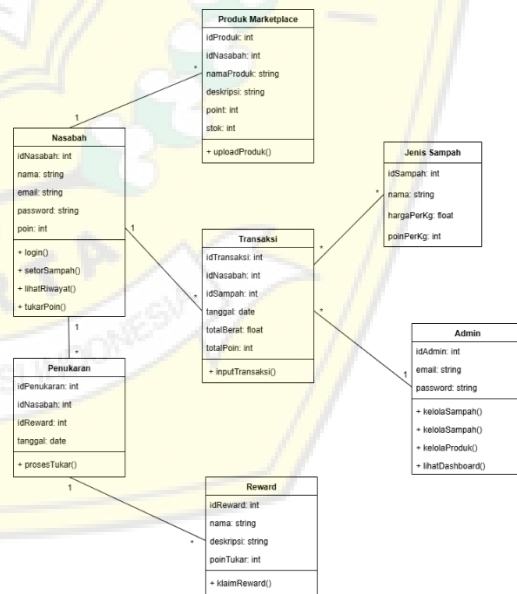 Produk Marketplace
idProduk: int
idNasabah: int
namaProduk: string
deskripsi: string
point: int
stok: int
+ uploadProduk()
*
1
Nasabah
idNasabah: int
nama: string
email: string
password: string
poin: int
+ login()
+ setorSampah()
+ lihatRiwayat()
+ tukarPoin()
1
*
Jenis Sampah
idSampah: int
nama: string
hargaPerKg: float
poinPerKg: int
*
*
Transaksi
idTransaksi: int
idNasabah: int
idSampah: int
tanggal: date
totalBerat: float
totalPoin: int
+ inputTransaksi()
*
1
Admin
idAdmin: int
email: string
password: string
+ kelolaSampah()
+ kelolaSampah()
+ kelolaProduk()
+ lihatDashboard()
1
*
Penukaran
idPenukaran: int
idNasabah: int
idReward: int
tanggal: date
+ prosesTukar()
1
*
Reward
idReward: int
nama: string
deskripsi: string
poinTukar: int
+ klaimReward()